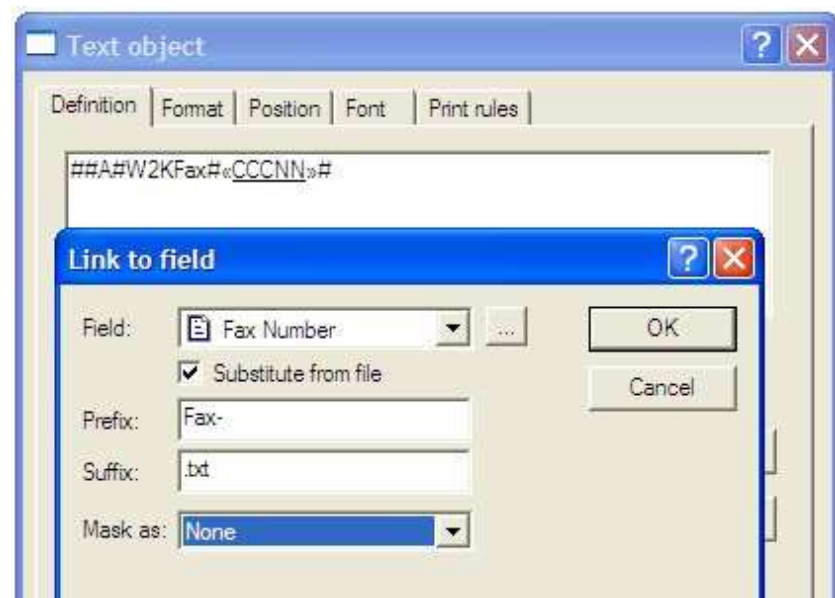 Text object
Definition Format Position Font Print rules
##A#W2KFax#«CCCNN»#
Link to field
Field: Fax Number ... OK
Substitute from file
Cancel
Prefix: Fax-
Suffix: .txt
Mask as: None